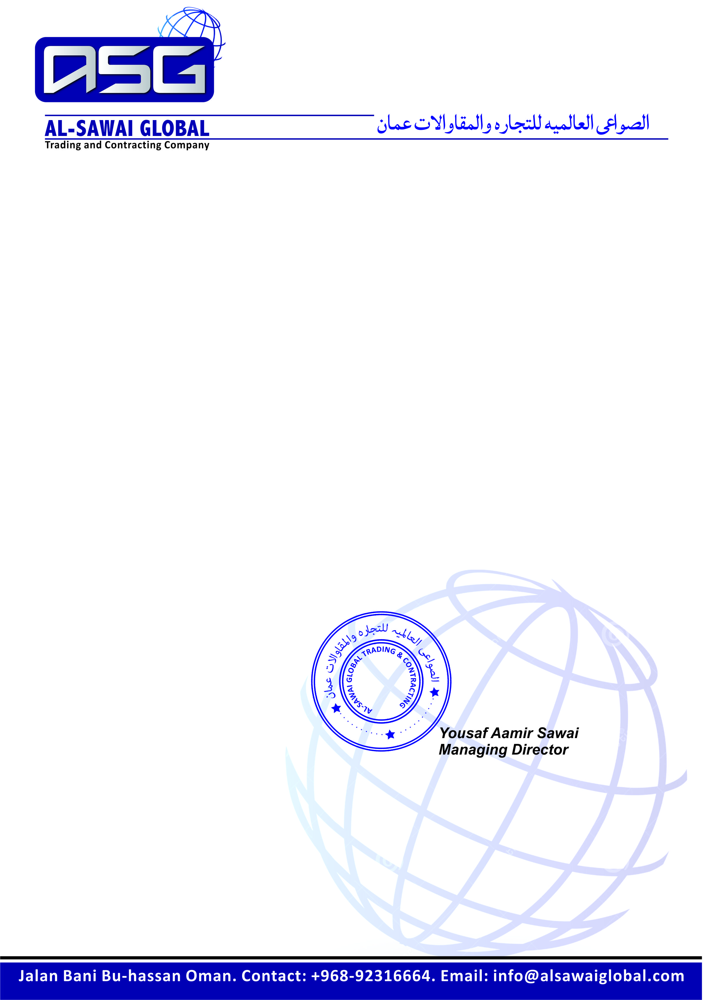 ASG
AL-SAWAI GLOBAL
الصواعى العالميه للتجاره والمقاوالات عمان
Trading and Contracting Company
الصواعى العالميه للتجاره والمقاوالات عمان
AL-SAWAI GLOBAL TRADING & CONTRACTING
Yousaf Aamir Sawai
Managing Director
Jalan Bani Bu-hassan Oman. Contact: +968-92316664. Email: info@alsawaiglobal.com